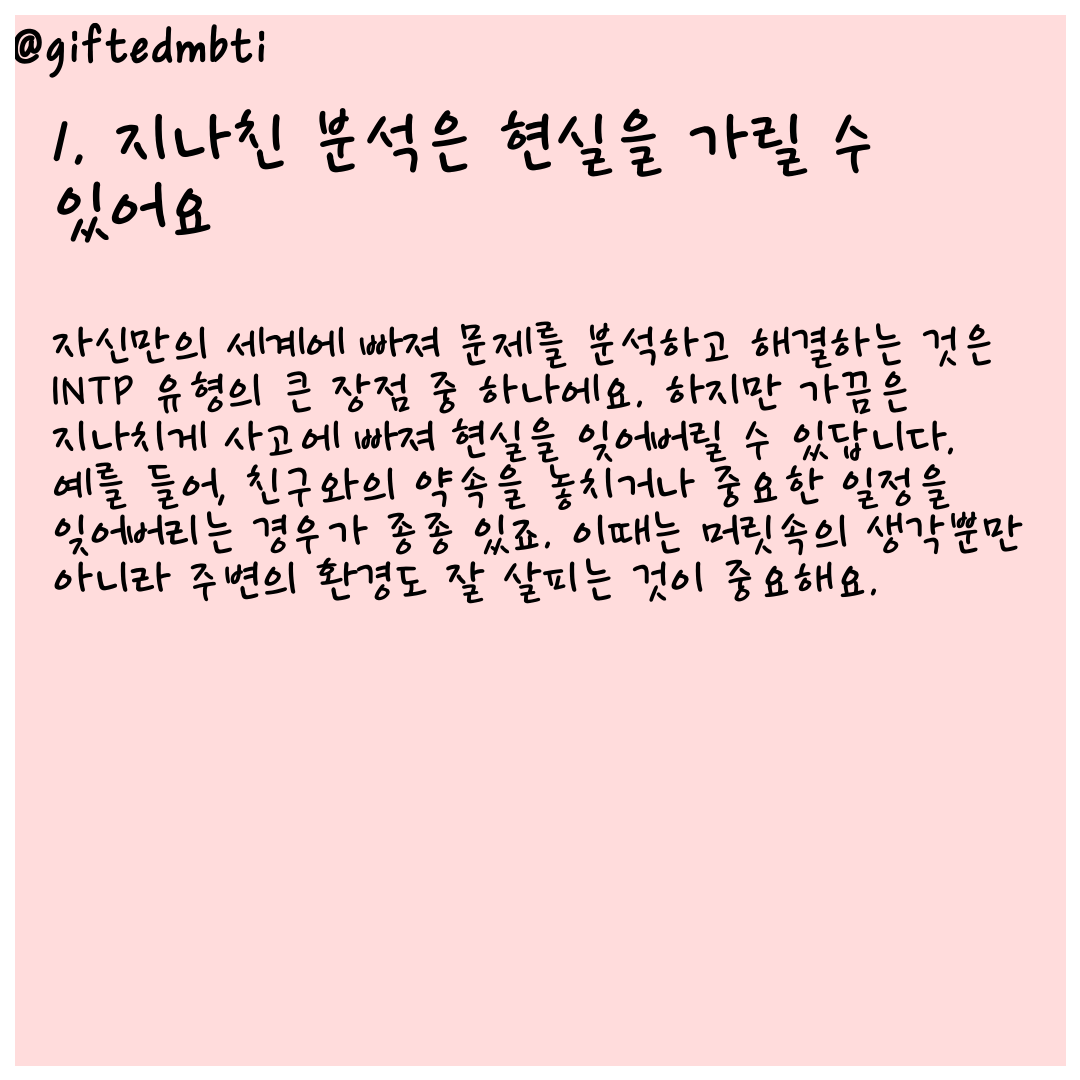 @giftedmbti
1. 지나친 분석은 현실을 가릴 수
있어요
자신만의 세계에 빠져 문제를 분석하고 해결하는 것은
INTP 유형의 큰 장점 중 하나에요. 하지만 가끔은
지나치게 사고에 빠져 현실을 잊어버릴 수 있답니다.
예를 들어, 친구와의 약속을 놓치거나 중요한 일정을
잊어버리는 경우가 종종 있죠. 이때는 머릿속의 생각뿐만
아니라 주변의 환경도 잘 살피는 것이 중요해요.